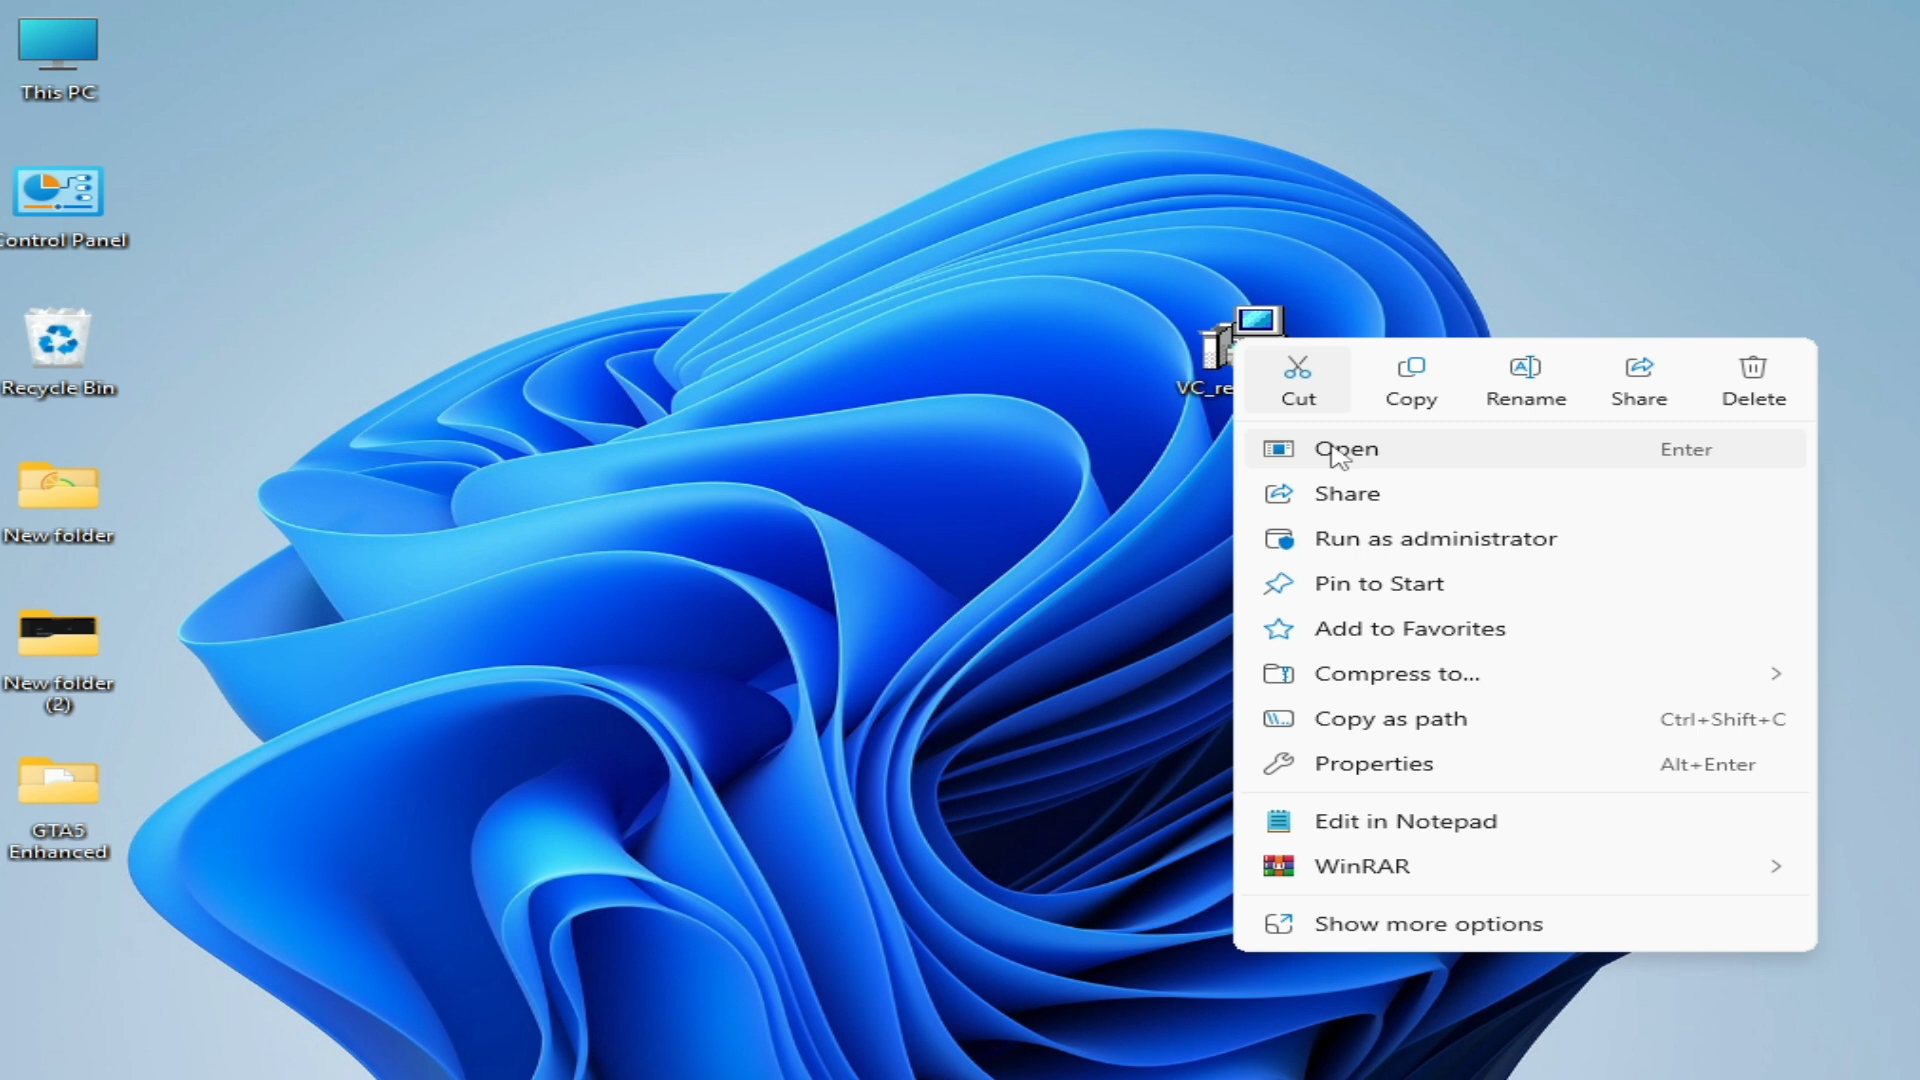 This PC
Control Panel
Recycle Bin
New folder
New folder
(2)
GTA5
Enhanced
VC_re
Cut
Copy
Rename
Share
Delete
Open Enter
Share
Run as administrator
Pin to Start
Add to Favorites
Compress to...
Copy as path Ctrl+Shift+C
Properties Alt+Enter
Edit in Notepad
WinRAR
Show more options